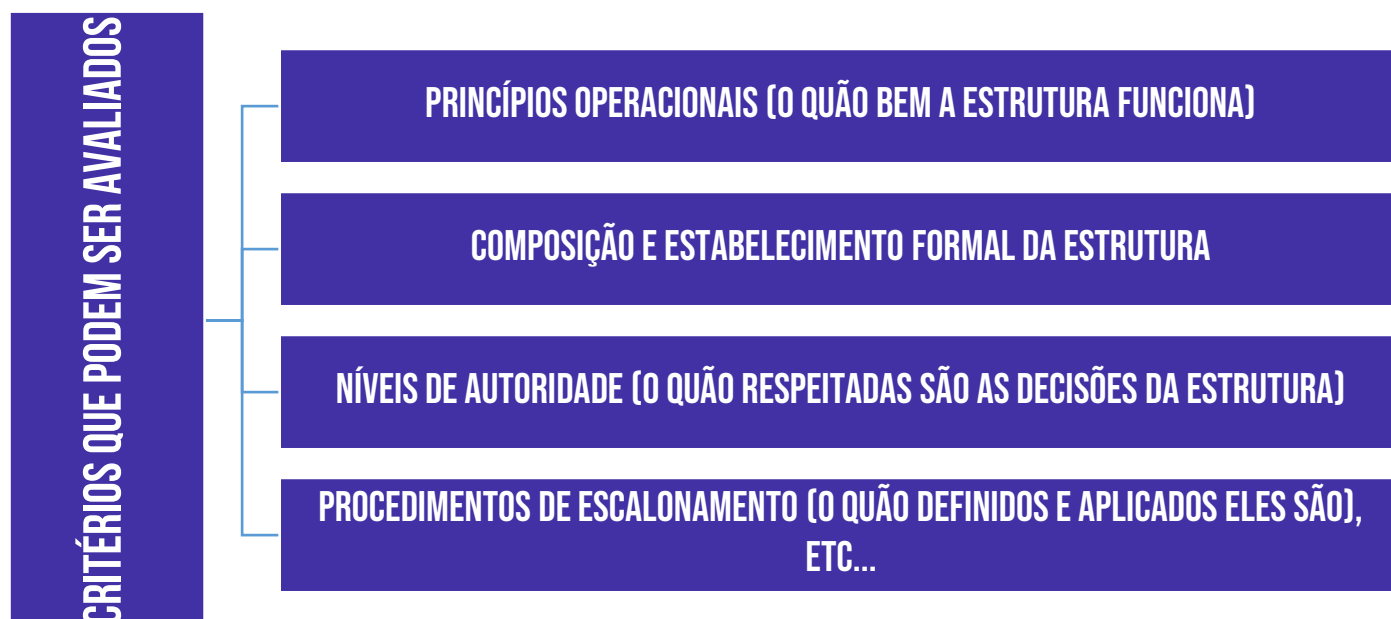 CRITÉRIOS QUE PODEM SER AVALIADOS
PRINCÍPIOS OPERACIONAIS (O QUÃO BEM A ESTRUTURA FUNCIONA)
COMPOSIÇÃO E ESTABELECIMENTO FORMAL DA ESTRUTURA
NÍVEIS DE AUTORIDADE (O QUÃO RESPEITADAS SÃO AS DECISÕES DA ESTRUTURA)
PROCEDIMENTOS DE ESCALONAMENTO (O QUÃO DEFINIDOS E APLICADOS ELES SÃO),
ETC...